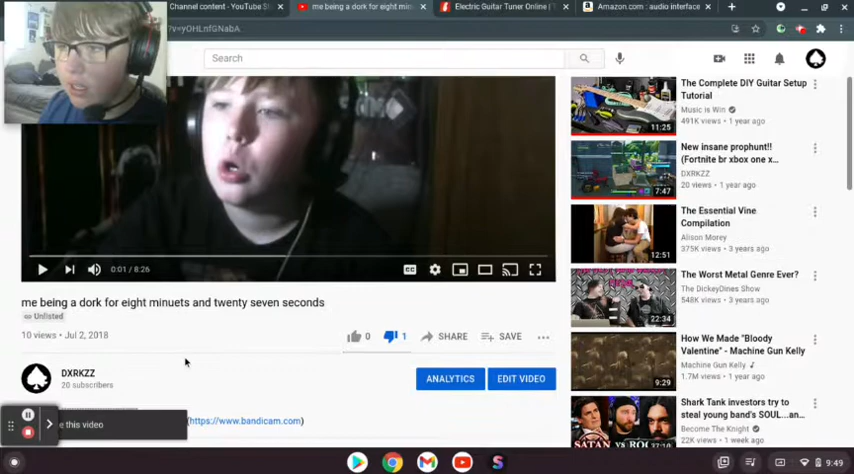 Channel content - YouTube St
me being a dork for eight min
Electric Guitar Tuner Online | "
Amazon.com : audio interface
?v=yOHLnfGNabA
Search
The Complete DIY Guitar Setup
Tutorial
Music is Win
491K views • 1 year ago
11:25
New insane prophunt!!
(Fortnite br xbox one x...
DXRKZZ
20 views • 1 year ago
7:47
The Essential Vine
Compilation
Alison Morey
375K views • 3 years ago
12:51
0:01 / 8:26
CC
The Worst Metal Genre Ever?
The DickeyDines Show
548K views • 3 years ago
22:34
me being a dork for eight minuets and twenty seven seconds
Unlisted
10 views • Jul 2, 2018
0
1
SHARE
SAVE
How We Made "Bloody
Valentine" - Machine Gun Kelly
Machine Gun Kelly
1.7M views • 1 year ago
9:29
DXRKZZ
20 subscribers
ANALYTICS
EDIT VIDEO
Shark Tank investors try to
steal young band's SOUL...an...
Become The Knight
22K views • 1 week ago
SATAN
VS
37:10
e this video
(https://www.bandicam.com)
S
9:49